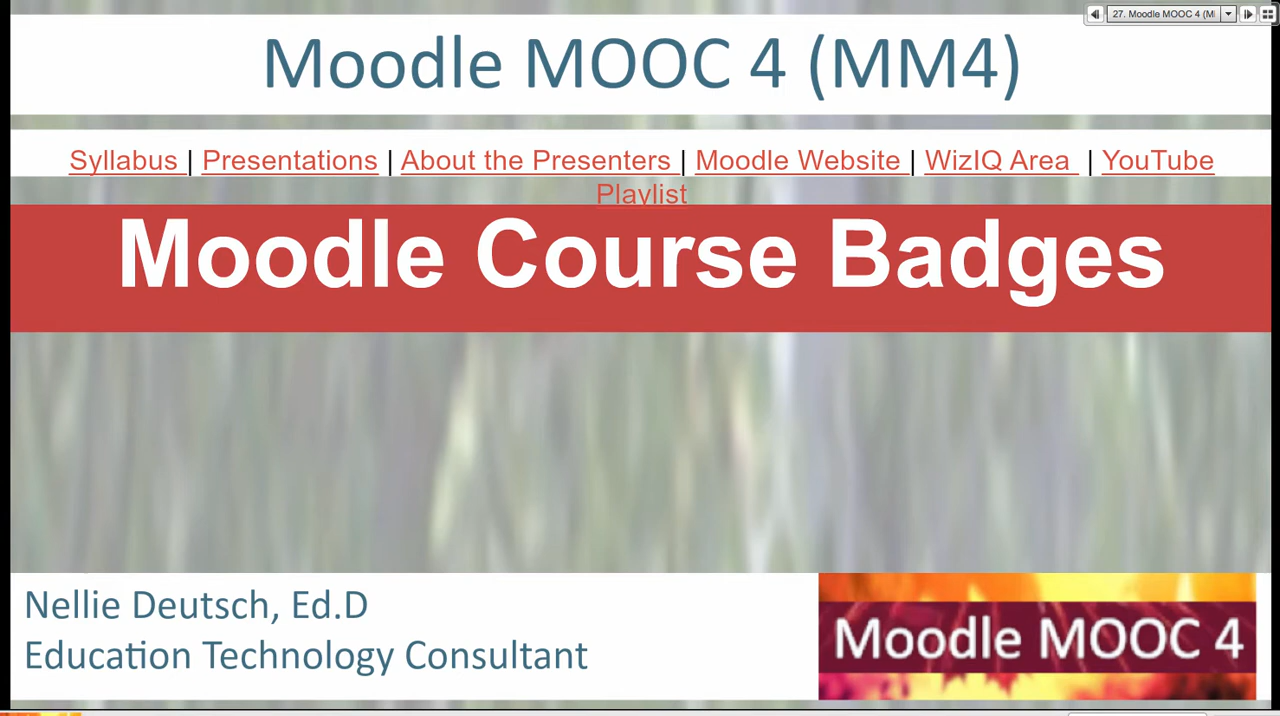 27. Moodle MOOC 4 (M
Moodle MOOC 4 (MM4)
Syllabus | Presentations | About the Presenters | Moodle Website | WizIQ Area | YouTube
Playlist
Moodle Course Badges
Nellie Deutsch, Ed.D
Education Technology Consultant
Moodle MOOC 4